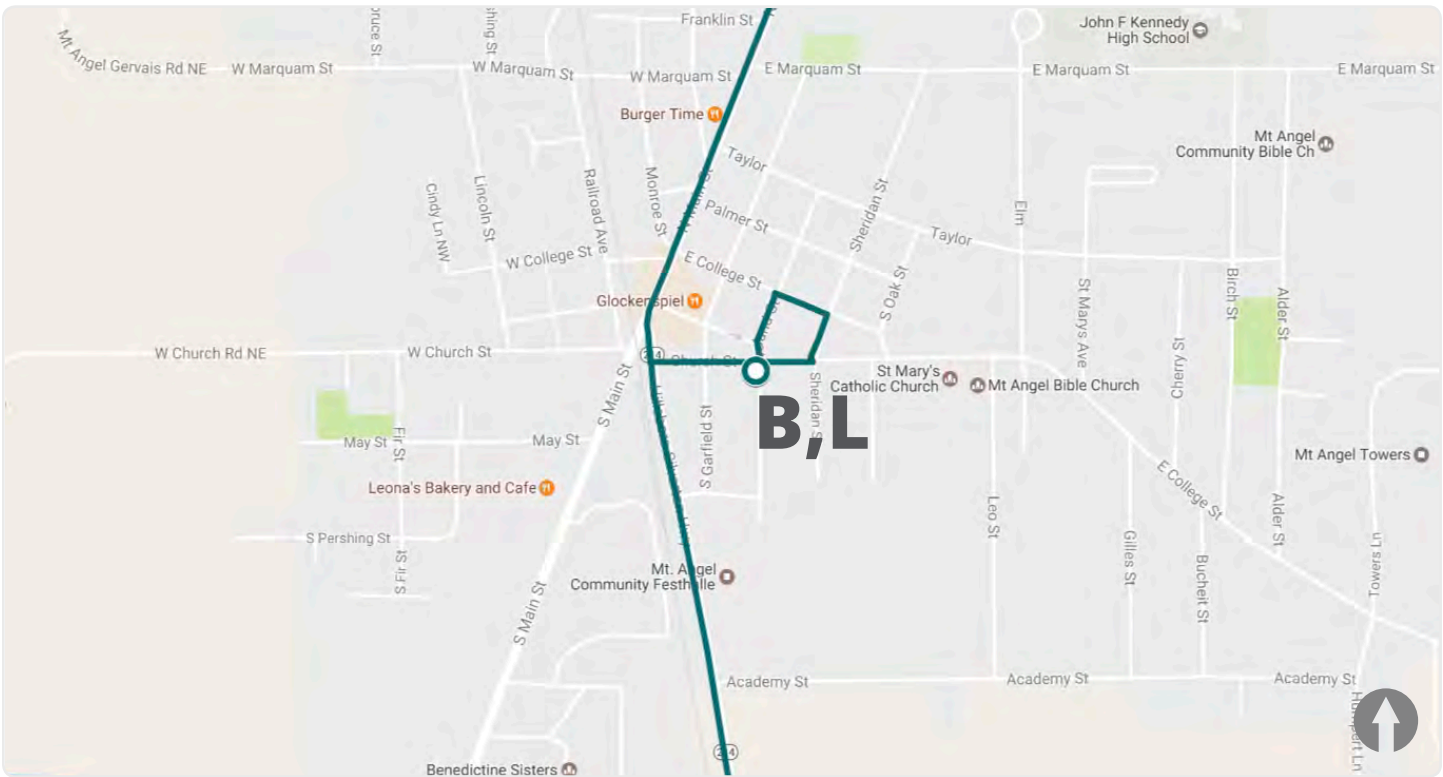 Franklin St
John F Kennedy
High School
Mt Angel Gervais Rd NE
W Marquam St
W Marquam St
W Marquam St
E Marquam St
E Marquam St
E Marquam St
Burger Time
Mt Angel
Community Bible Ch
Taylor
Cindy Ln NW
Lincoln St
Railroad Ave
Monroe St
N Main St
Palmer St
Sheridan St
Elm
Taylor
W College St
E College St
S Oak St
St Marys Ave
Birch St
Alder St
Glockenspiel
W Church Rd NE
W Church St
Church St
Cherry St
St Mary's
Catholic Church
Mt Angel Bible Church
S Main St
S Garfield St
Sheridan S
B,L
May St
Fir St
May St
Mt Angel Towers
Leona's Bakery and Cafe
E College St
Leo St
Alder St
S Pershing St
S Fir St
Gilles St
Bucheit St
Towers Ln
Mt. Angel
Community Festhalle
S Main St
Academy St
Academy St
Academy St
Humpert Ln
Benedictine Sisters